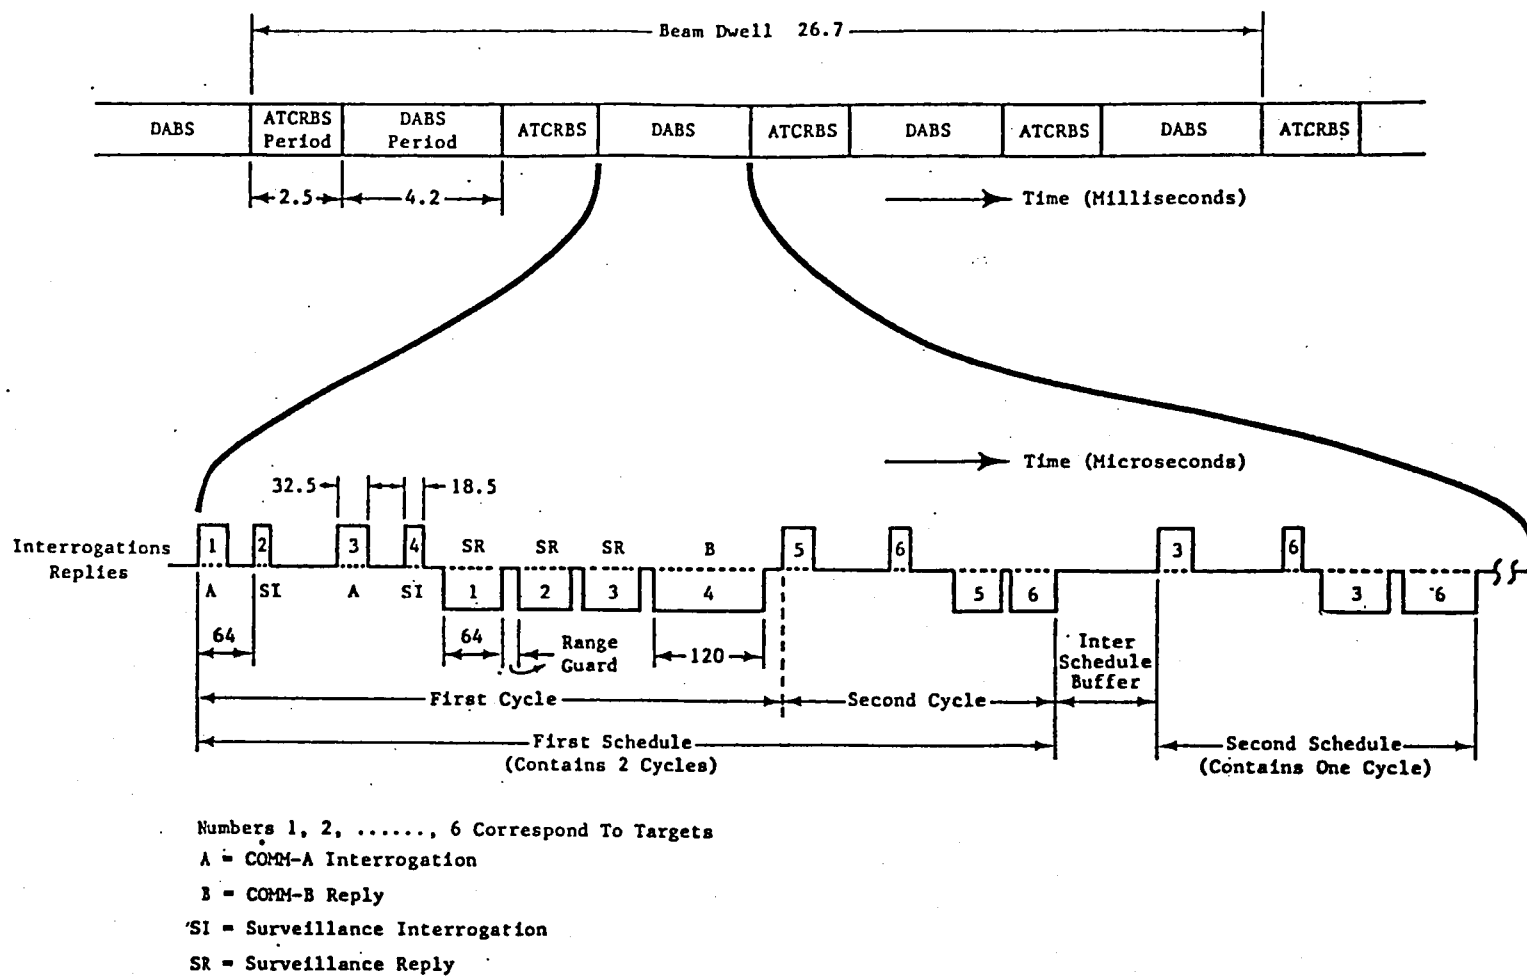 Beam Dwell 26.7
DABS
ATCRBS
Period
DABS
Period
ATCRBS
DABS
ATCRBS
DABS
ATCRBS
DABS
ATCRBS
2.5
4.2
Time (Milliseconds)
Time (Microseconds)
32.5
18.5
Interrogations
Replies
1
2
3
4
SR
SR
SR
B
5
6
3
6
A
SI
A
SI
1
2
3
4
5
6
3
6
64
64
Range
Guard
120
Inter
Schedule
Buffer
First Cycle
Second Cycle
First Schedule
(Contains 2 Cycles)
Second Schedule
(Contains One Cycle)
Numbers 1, 2, ......, 6 Correspond To Targets
A = COMM-A Interrogation
B = COMM-B Reply
SI = Surveillance Interrogation
SR = Surveillance Reply